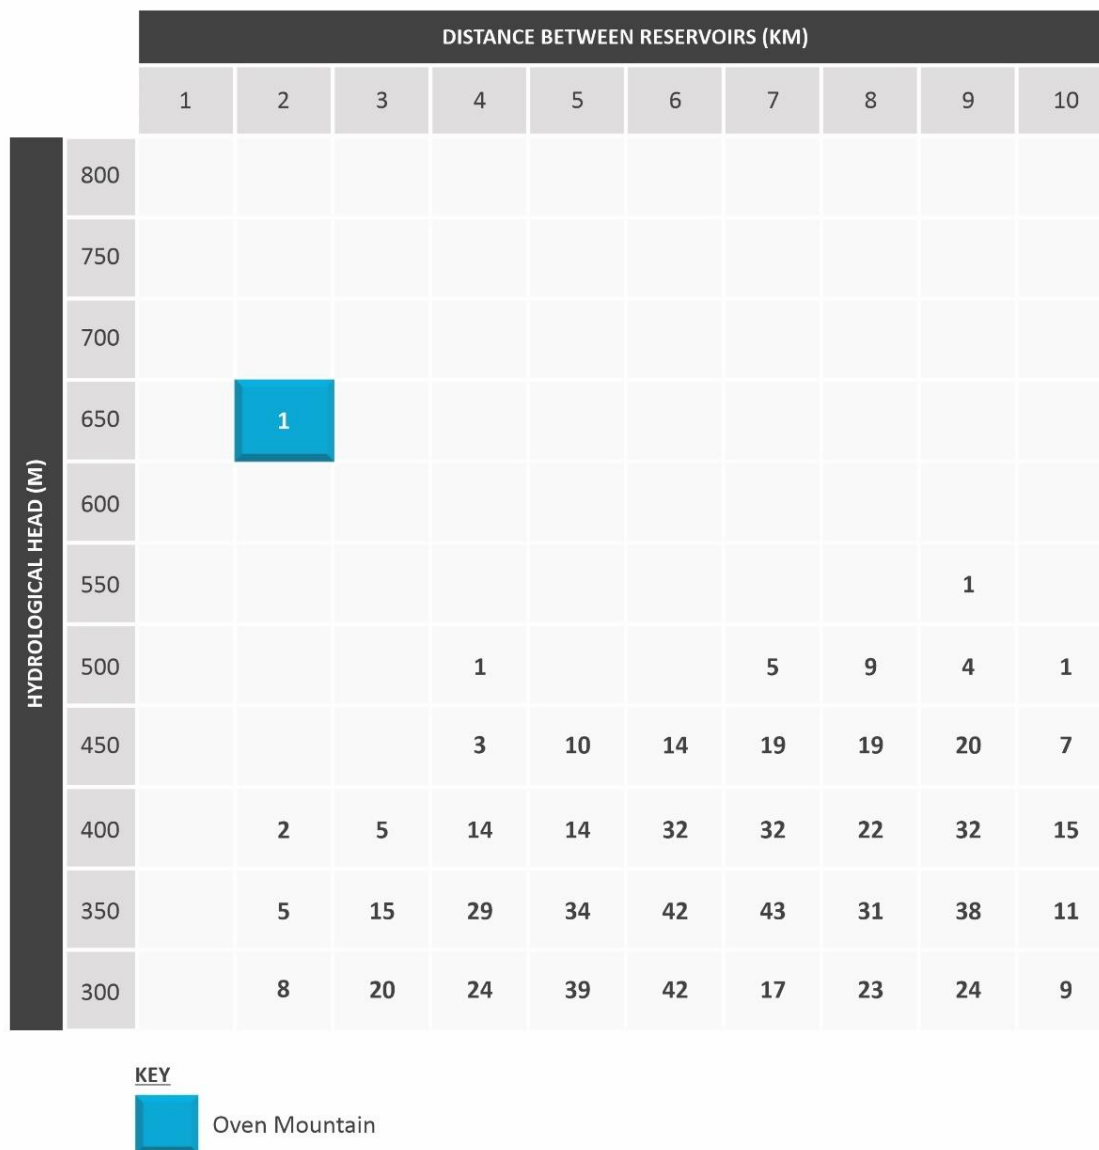 DISTANCE BETWEEN RESERVOIRS (KM)
1 2 3 4 5 6 7 8 9 10
HYDROLOGICAL HEAD (M)
800
750
700
650 1
600
550 1
500 1 5 9 4 1
450 3 10 14 19 19 20 7
400 2 5 14 14 32 32 22 32 15
350 5 15 29 34 42 43 31 38 11
300 8 20 24 39 42 17 23 24 9
KEY
Oven Mountain